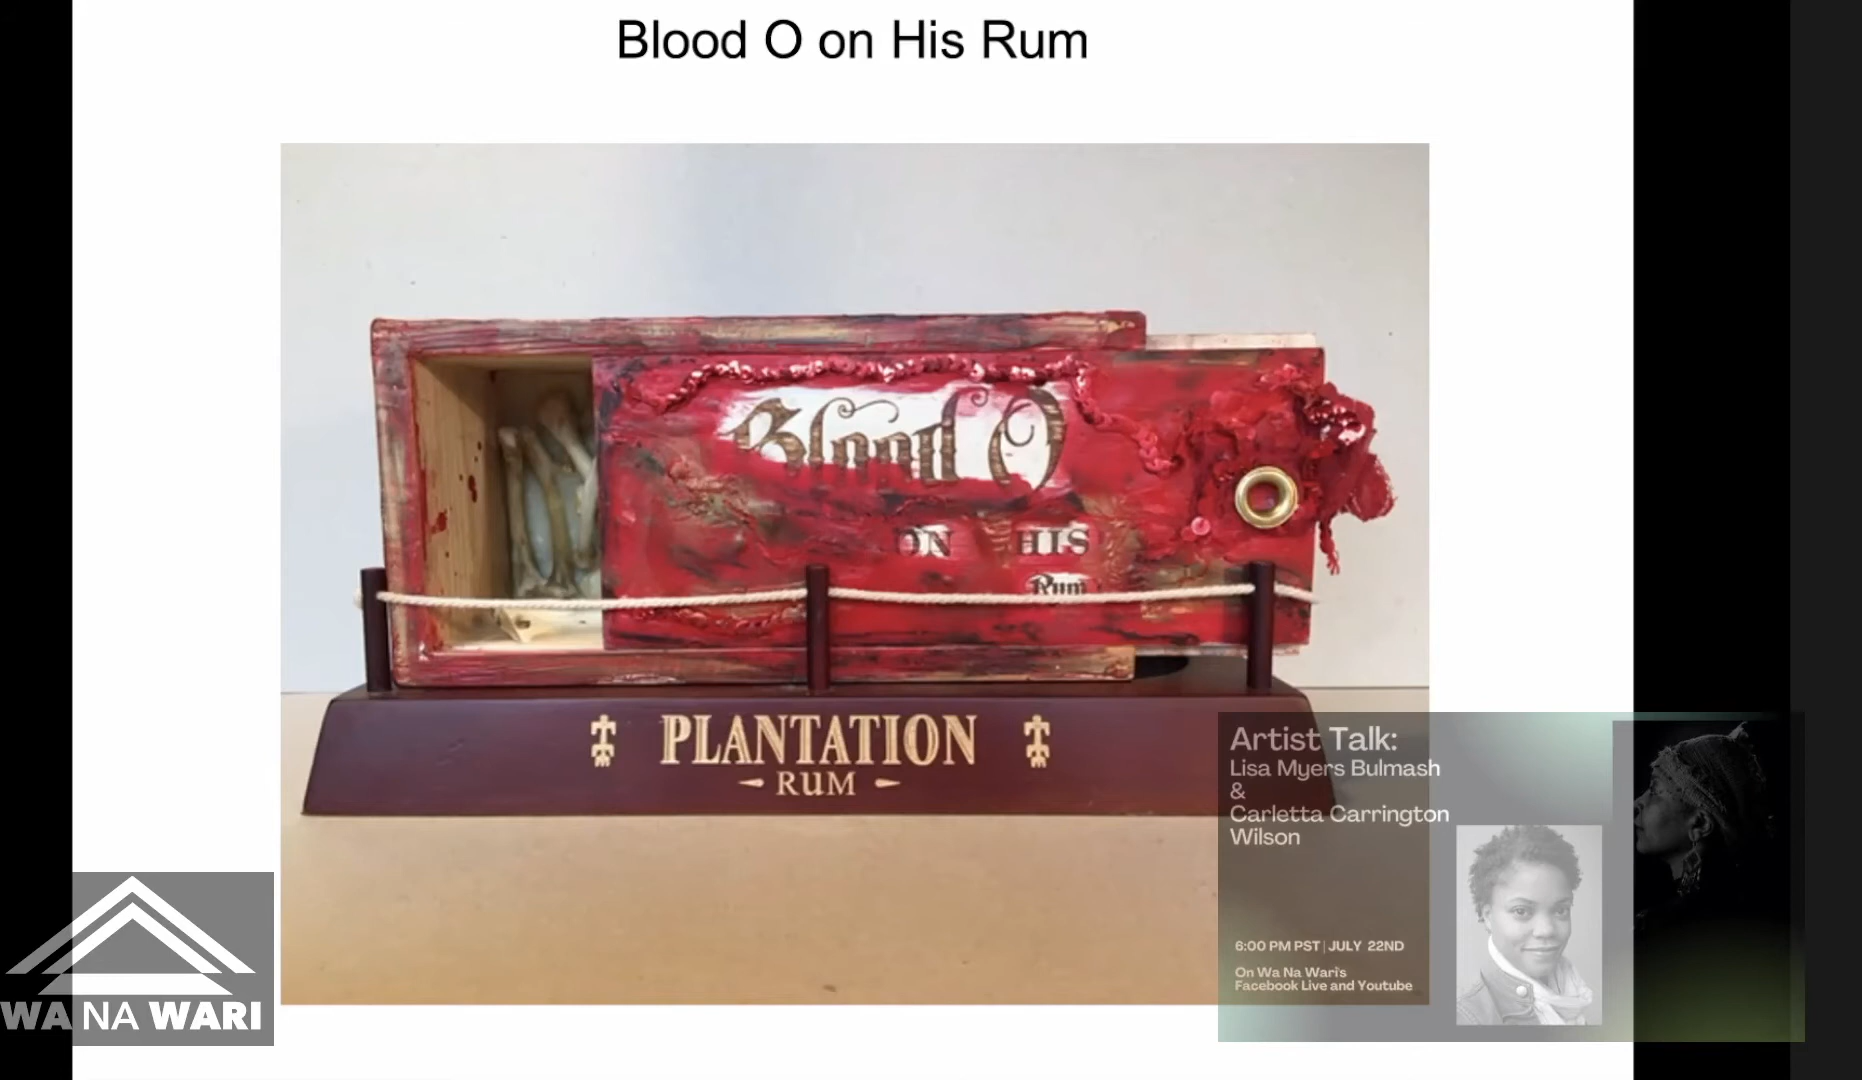 Blood O on His Rum
Blood O
ON HIS
Rum
PLANTATION
RUM
Artist Talk:
Lisa Myers Bulmash
&
Carletta Carrington
Wilson
6:00 PM PST | JULY 22ND
On Wa Na Wari's
Facebook Live and Youtube
WA NA WARI